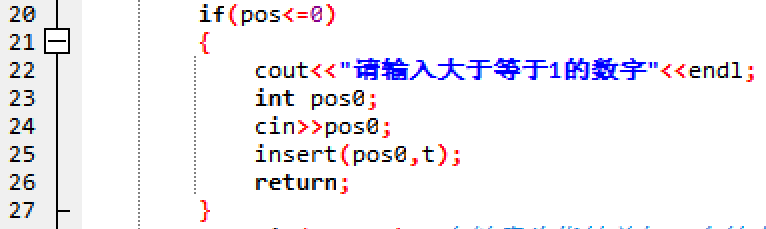 20 if(pos<=0)
21 {
22 cout<<"请输入大于等于1的数字"<<endl;
23 int pos0;
24 cin>>pos0;
25 insert(pos0,t);
26 return;
27 }